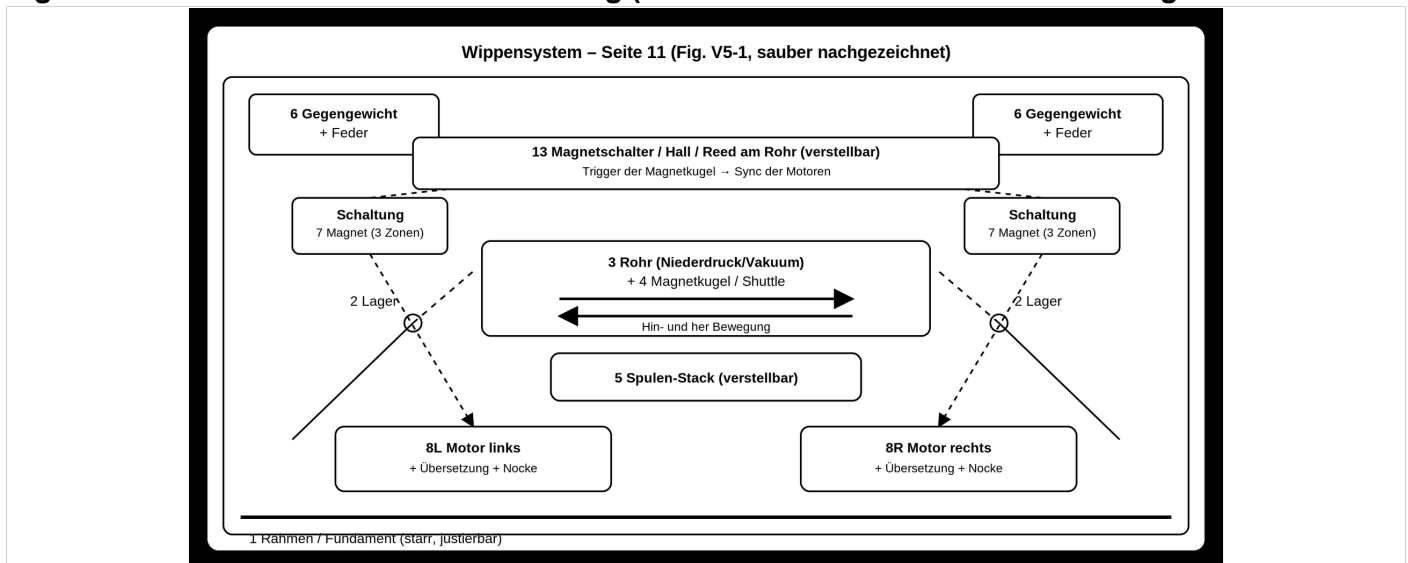 Wippensystem – Seite 11 (Fig. V5-1, sauber nachgezeichnet)
6 Gegengewicht
+ Feder
6 Gegengewicht
+ Feder
13 Magnetschalter / Hall / Reed am Rohr (verstellbar)
Trigger der Magnetkugel → Sync der Motoren
Schaltung
7 Magnet (3 Zonen)
Schaltung
7 Magnet (3 Zonen)
3 Rohr (Niederdruck/Vakuum)
+ 4 Magnetkugel / Shuttle
Hin- und her Bewegung
2 Lager
2 Lager
5 Spulen-Stack (verstellbar)
8L Motor links
+ Übersetzung + Nocke
8R Motor rechts
+ Übersetzung + Nocke
1 Rahmen / Fundament (starr, justierbar)